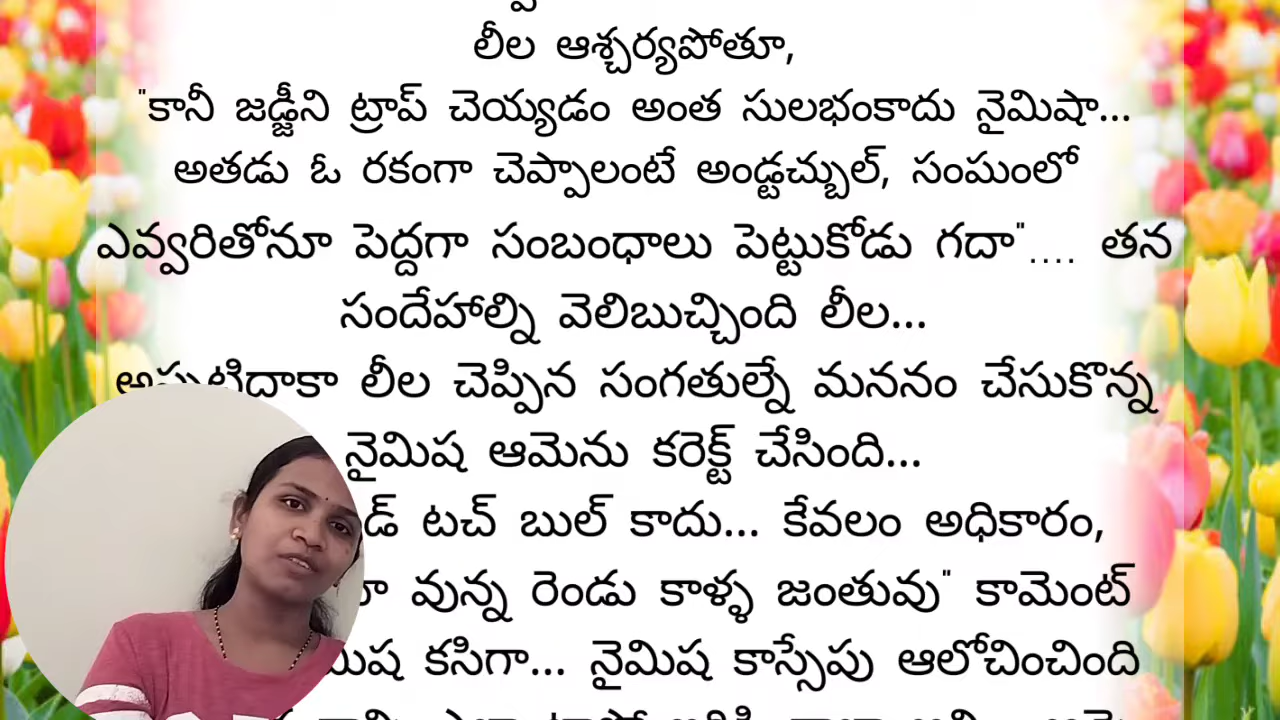 లీల ఆశ్చర్యపోతూ,
"కానీ జడ్జీని ట్రాప్ చెయ్యడం అంత సులభంకాదు నైమిషా...
అతడు ఓ రకంగా చెప్పాలంటే అండ్టచ్బుల్, సంఘంలో
ఎవ్వరితోనూ పెద్దగా సంబంధాలు పెట్టుకోడు గదా".... తన
సందేహాల్ని వెలిబుచ్చింది లీల...
లీల చెప్పిన సంగతుల్నే మననం చేసుకొన్న
నైమిష ఆమెను కరెక్ట్ చేసింది...
టచ్ బుల్ కాదు... కేవలం అధికారం,
వున్న రెండు కాళ్ళ జంతువు" కామెంట్
కసిగా... నైమిష కాస్సేపు ఆలోచించింది